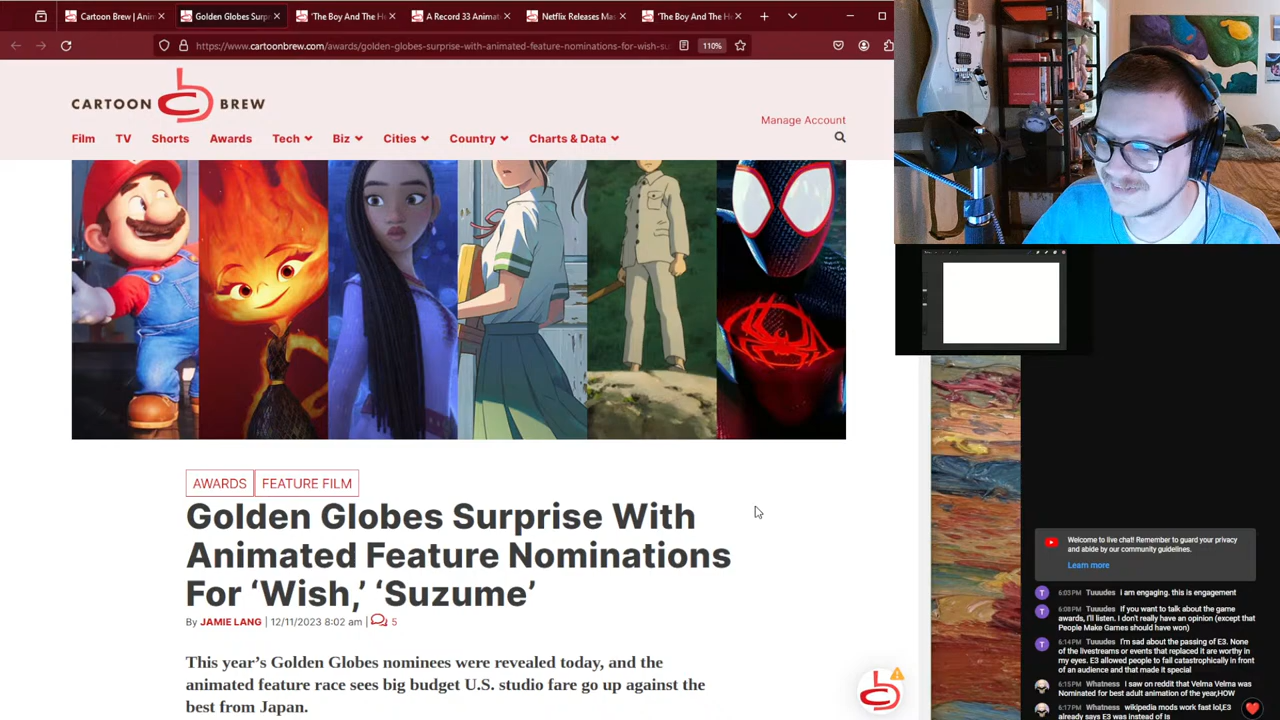 Cartoon Brew | Anim
Golden Globes Surp
'The Boy And The H
A Record 33 Animat
Netflix Releases Ma
'The Boy And The H
https://www.cartoonbrew.com/awards/golden-globes-surprise-with-animated-feature-nominations-for-wish-su
110%
CARTOON BREW
Manage Account
Film TV Shorts Awards Tech Biz Cities Country Charts & Data
AWARDS FEATURE FILM
Golden Globes Surprise With
Animated Feature Nominations
For ‘Wish,’ ‘Suzume’
By JAMIE LANG | 12/11/2023 8:02 am | 5
This year’s Golden Globes nominees were revealed today, and the
animated feature race sees big budget U.S. studio fare go up against the
best from Japan.
Welcome to live chat! Remember to guard your privacy
and abide by our community guidelines.
Learn more
T 6:03 PM Tuuudes I am engaging. this is engagement
T 6:08 PM Tuuudes If you want to talk about the game
awards, I'll listen. I don't really have an opinion (except that
People Make Games should have won)
T 6:14 PM Tuuudes I'm sad about the passing of E3. None
of the livestreams or events that replaced it are worthy in
my eyes. E3 allowed people to fall catastrophically in front
of an audience and that made it special
6:15 PM Whatness I saw on reddit that Velma Velma was
Nominated for best adult animation of the year,HOW
6:17 PM Whatness wikipedia mods work fast lol,E3
already says E3 was instead of is